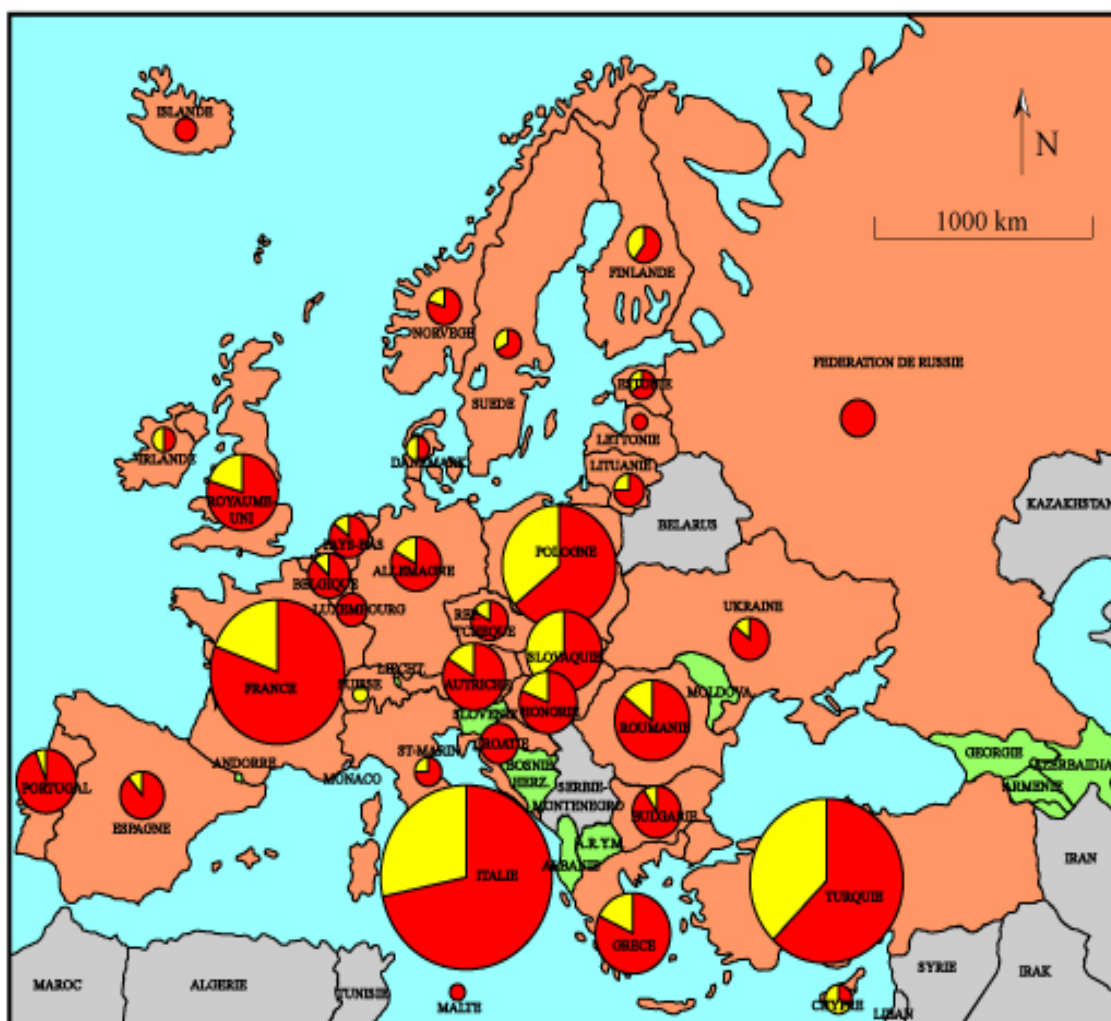 ISLANDE
N
1000 km
FINLANDE
NORVEGE
FEDERATION DE RUSSIE
ESTONIE
SUEDE
LETTONIE
IRLANDE
DANEMARK
LITUANIE
ROYAUME-
UNI
KAZAKHSTAN
BELARUS
PAYS-BAS
POLOGNE
ALLEMAGNE
BELGIQUE
LUXEMBOURG
UKRAINE
REP.
TCHEQUE
SLOVAQUIE
LIECHT.
FRANCE
SUISSE
AUTRICHE
MOLDOVA
HONGRIE
SLOVENIE
ROUMANIE
CROATIE
ST-MARIN
GEORGIE
ANDORRE
MONACO
BOSNIE
HERZ.
AZERBAIDJA
SERBIE-
MONTENEGRO
ARMENIE
PORTUGAL
ESPAGNE
BULGARIE
A.R.Y.M.
ALBANIE
IRAN
ITALIE
TURQUIE
GRECE
SYRIE
IRAK
MAROC
ALGERIE
TUNISIE
MALTE
CHYPRE
LIBAN